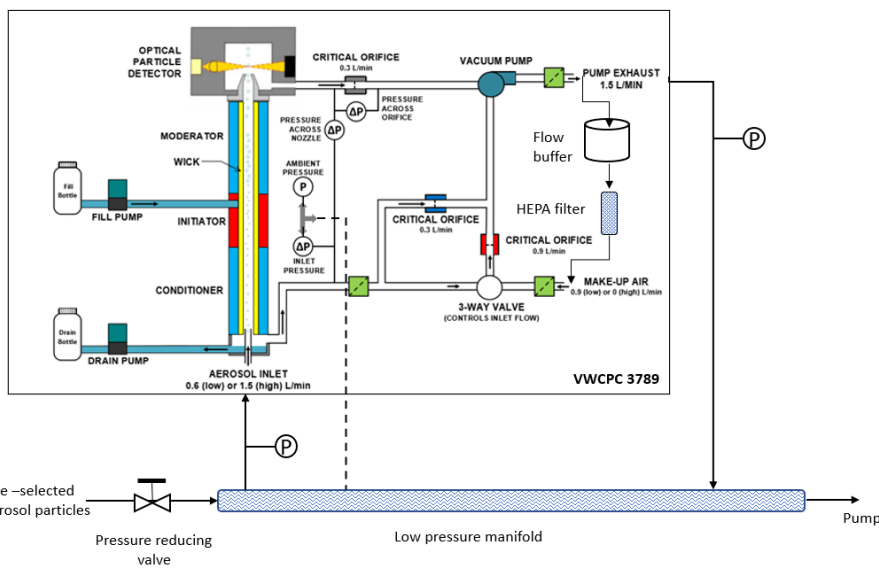 OPTICAL
PARTICLE
DETECTOR
CRITICAL ORIFICE
0.3 L/min
VACUUM PUMP
PUMP EXHAUST
1.5 L/MIN
ΔP
PRESSURE
ACROSS
ORIFICE
PRESSURE
ACROSS
NOZZLE
ΔP
P
Flow
buffer
MODERATOR
WICK
AMBIENT
PRESSURE
P
Fill
Bottle
FILL PUMP
INITIATOR
HEPA filter
CRITICAL ORIFICE
0.3 L/min
CRITICAL ORIFICE
0.9 L/min
ΔP
INLET
PRESSURE
CONDITIONER
MAKE-UP AIR
0.9 (low) or 0 (high) L/min
3-WAY VALVE
(CONTROLS INLET FLOW)
Drain
Bottle
DRAIN PUMP
AEROSOL INLET
0.6 (low) or 1.5 (high) L/min
VWCPC 3789
P
e –selected
rosol particles
Pump
Pressure reducing
valve
Low pressure manifold